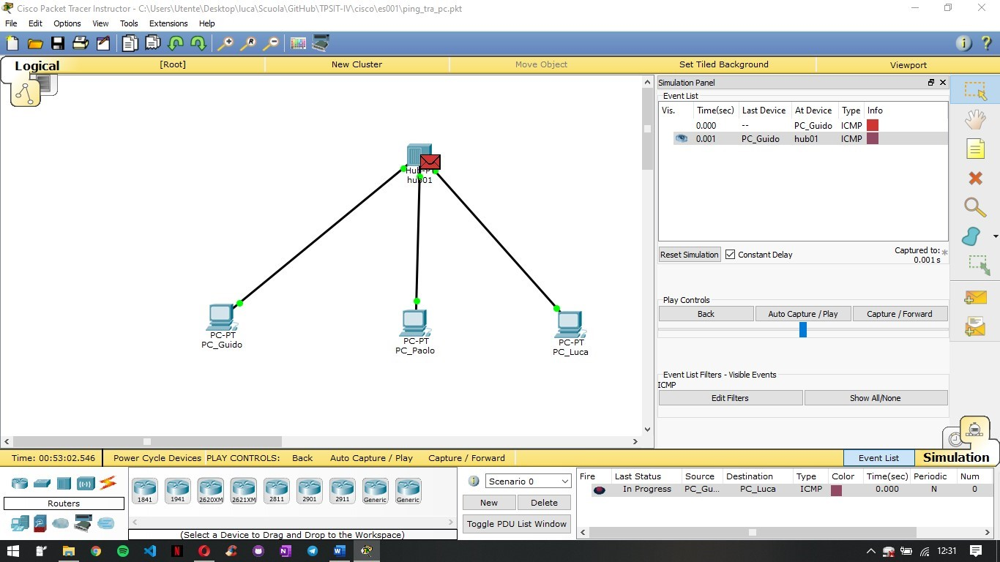 Cisco Packet Tracer Instructor - C:\Users\Utente\Desktop\luca\Scuola\GitHub\TPSIT-IV\cisco\es001\ping_tra_pc.pkt
File Edit Options View Tools Extensions Help
Logical [Root] New Cluster Move Object Set Tiled Background Viewport
Simulation Panel
Event List
Vis. Time(sec) Last Device At Device Type Info
0.000 -- PC_Guido ICMP
0.001 PC_Guido hub01 ICMP
Hub-PT
hub01
PC-PT
PC_Guido
PC-PT
PC_Paolo
PC-PT
PC_Luca
Reset Simulation Constant Delay Captured to: *
0.001 s
Play Controls
Back Auto Capture / Play Capture / Forward
Event List Filters - Visible Events
ICMP
Edit Filters Show All/None
Time: 00:53:02.546 Power Cycle Devices PLAY CONTROLS: Back Auto Capture / Play Capture / Forward Event List Simulation
Routers
1841 1941 2620XM 2621XM 2811 2901 2911 Generic Generic
(Select a Device to Drag and Drop to the Workspace)
Scenario 0
New Delete
Toggle PDU List Window
Fire Last Status Source Destination Type Color Time(sec) Periodic Num
In Progress PC_Gu... PC_Luca ICMP 0.000 N 0
12:31